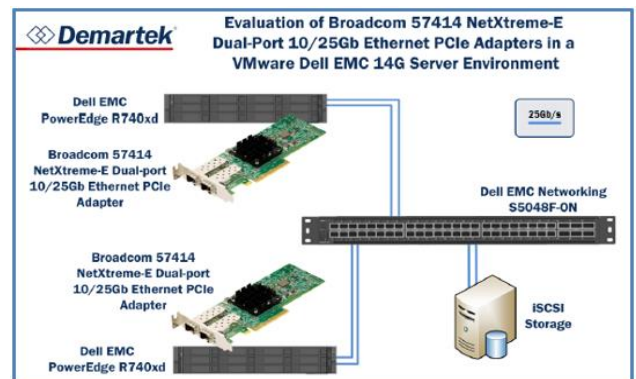 Demartek
Evaluation of Broadcom 57414 NetXtreme-E
Dual-Port 10/25Gb Ethernet PCIe Adapters in a
VMware Dell EMC 14G Server Environment
Dell EMC
PowerEdge R740xd
25Gb/s
Broadcom 57414
NetXtreme-E Dual-port
10/25Gb Ethernet PCIe
Adapter
Dell EMC Networking
S5048F-ON
Broadcom 57414
NetXtreme-E Dual-port
10/25Gb Ethernet PCIe
Adapter
iSCSI
Storage
Dell EMC
PowerEdge R740xd